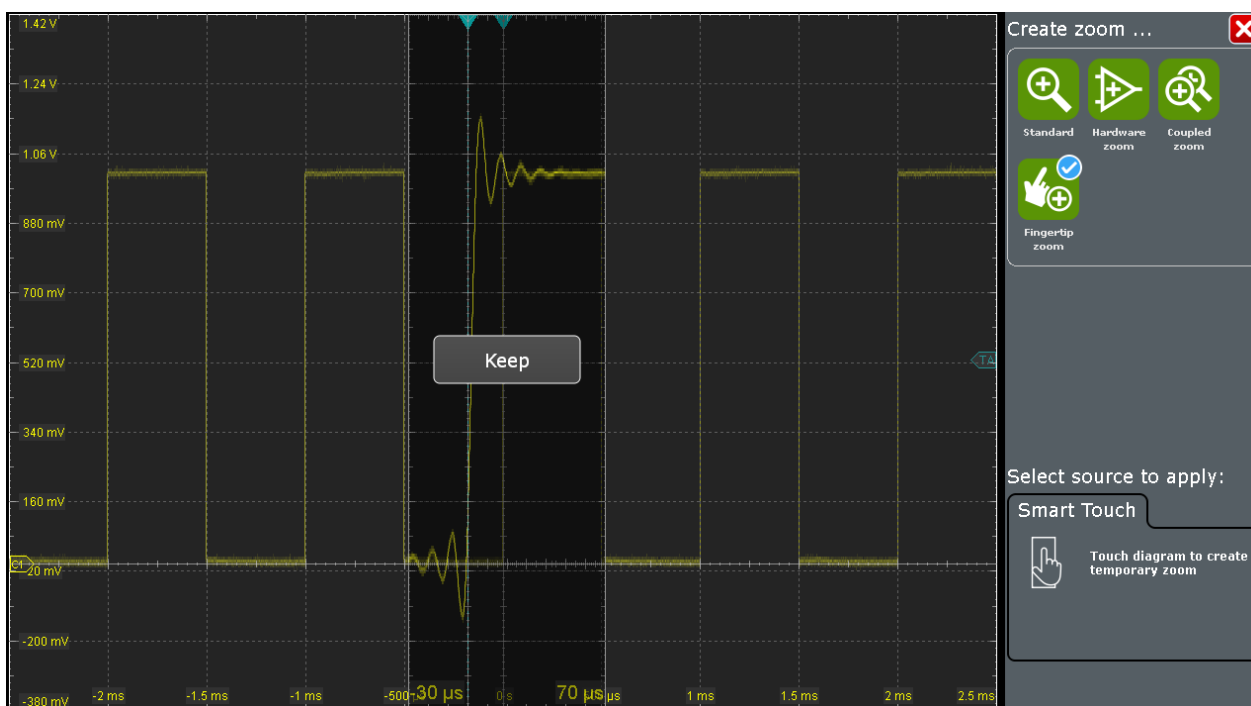 1.42 V
1.24 V
1.06 V
880 mV
700 mV
520 mV
340 mV
160 mV
C1
-20 mV
-200 mV
-380 mV
-2 ms
-1.5 ms
-1 ms
-500
-30 µs
0 s
70 µs
µs
1 ms
1.5 ms
2 ms
2.5 ms
Keep
TA
Create zoom ...
Standard
Hardware
zoom
Coupled
zoom
Fingertip
zoom
Select source to apply:
Smart Touch
Touch diagram to create
temporary zoom